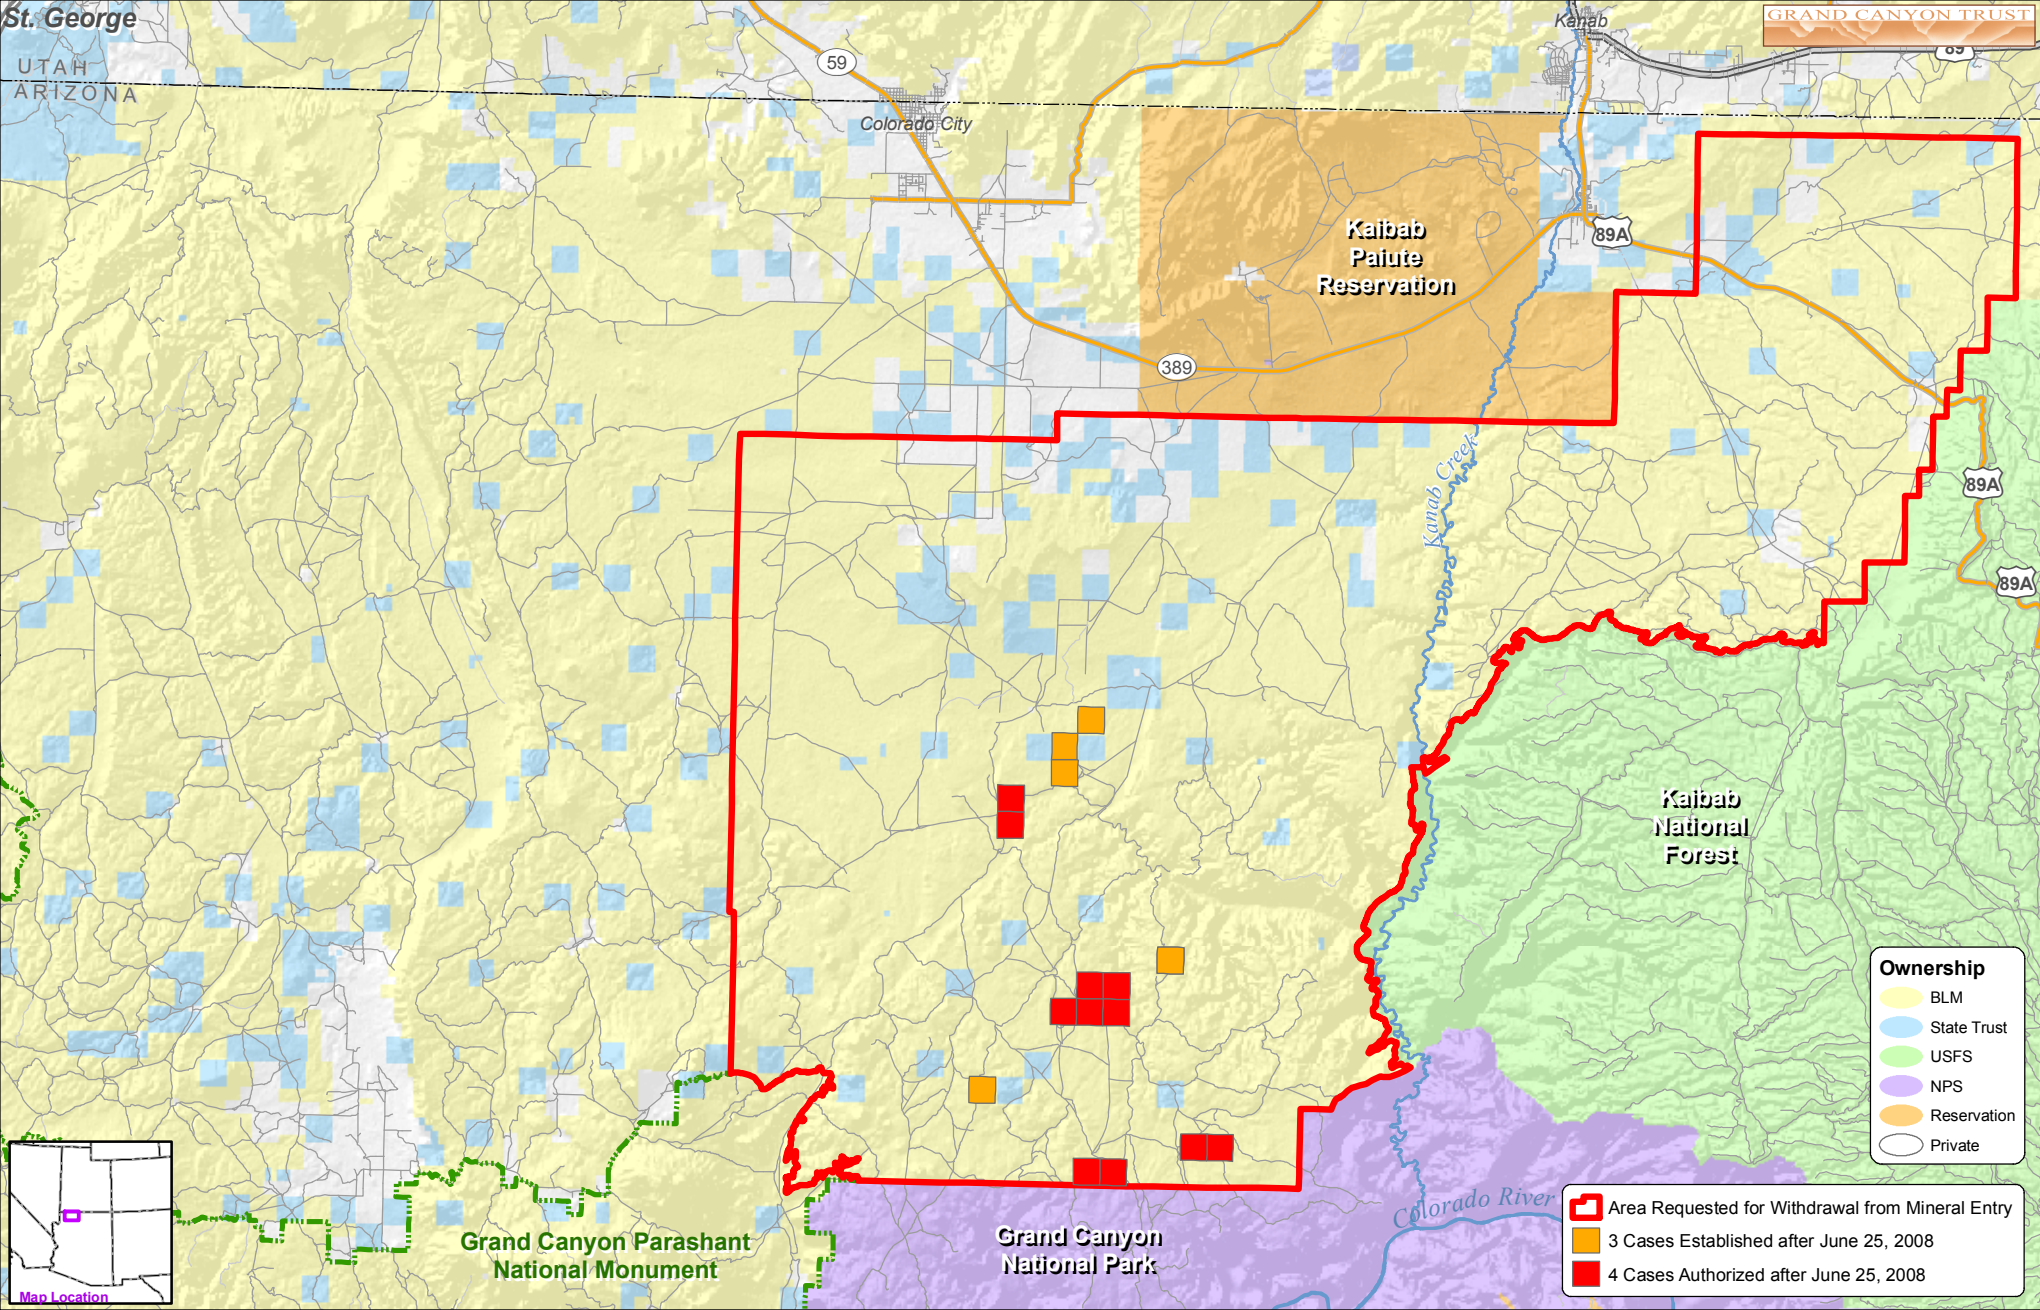 St. George
Kanab
GRAND CANYON TRUST
89
UTAH
ARIZONA
59
Colorado City
Kaibab
Paiute
Reservation
89A
389
Kanab Creek
89A
89A
Kaibab
National
Forest
Ownership
BLM
State Trust
USFS
NPS
Reservation
Private
Colorado River
Grand Canyon Parashant
National Monument
Grand Canyon
National Park
Area Requested for Withdrawal from Mineral Entry
3 Cases Established after June 25, 2008
4 Cases Authorized after June 25, 2008
Map Location